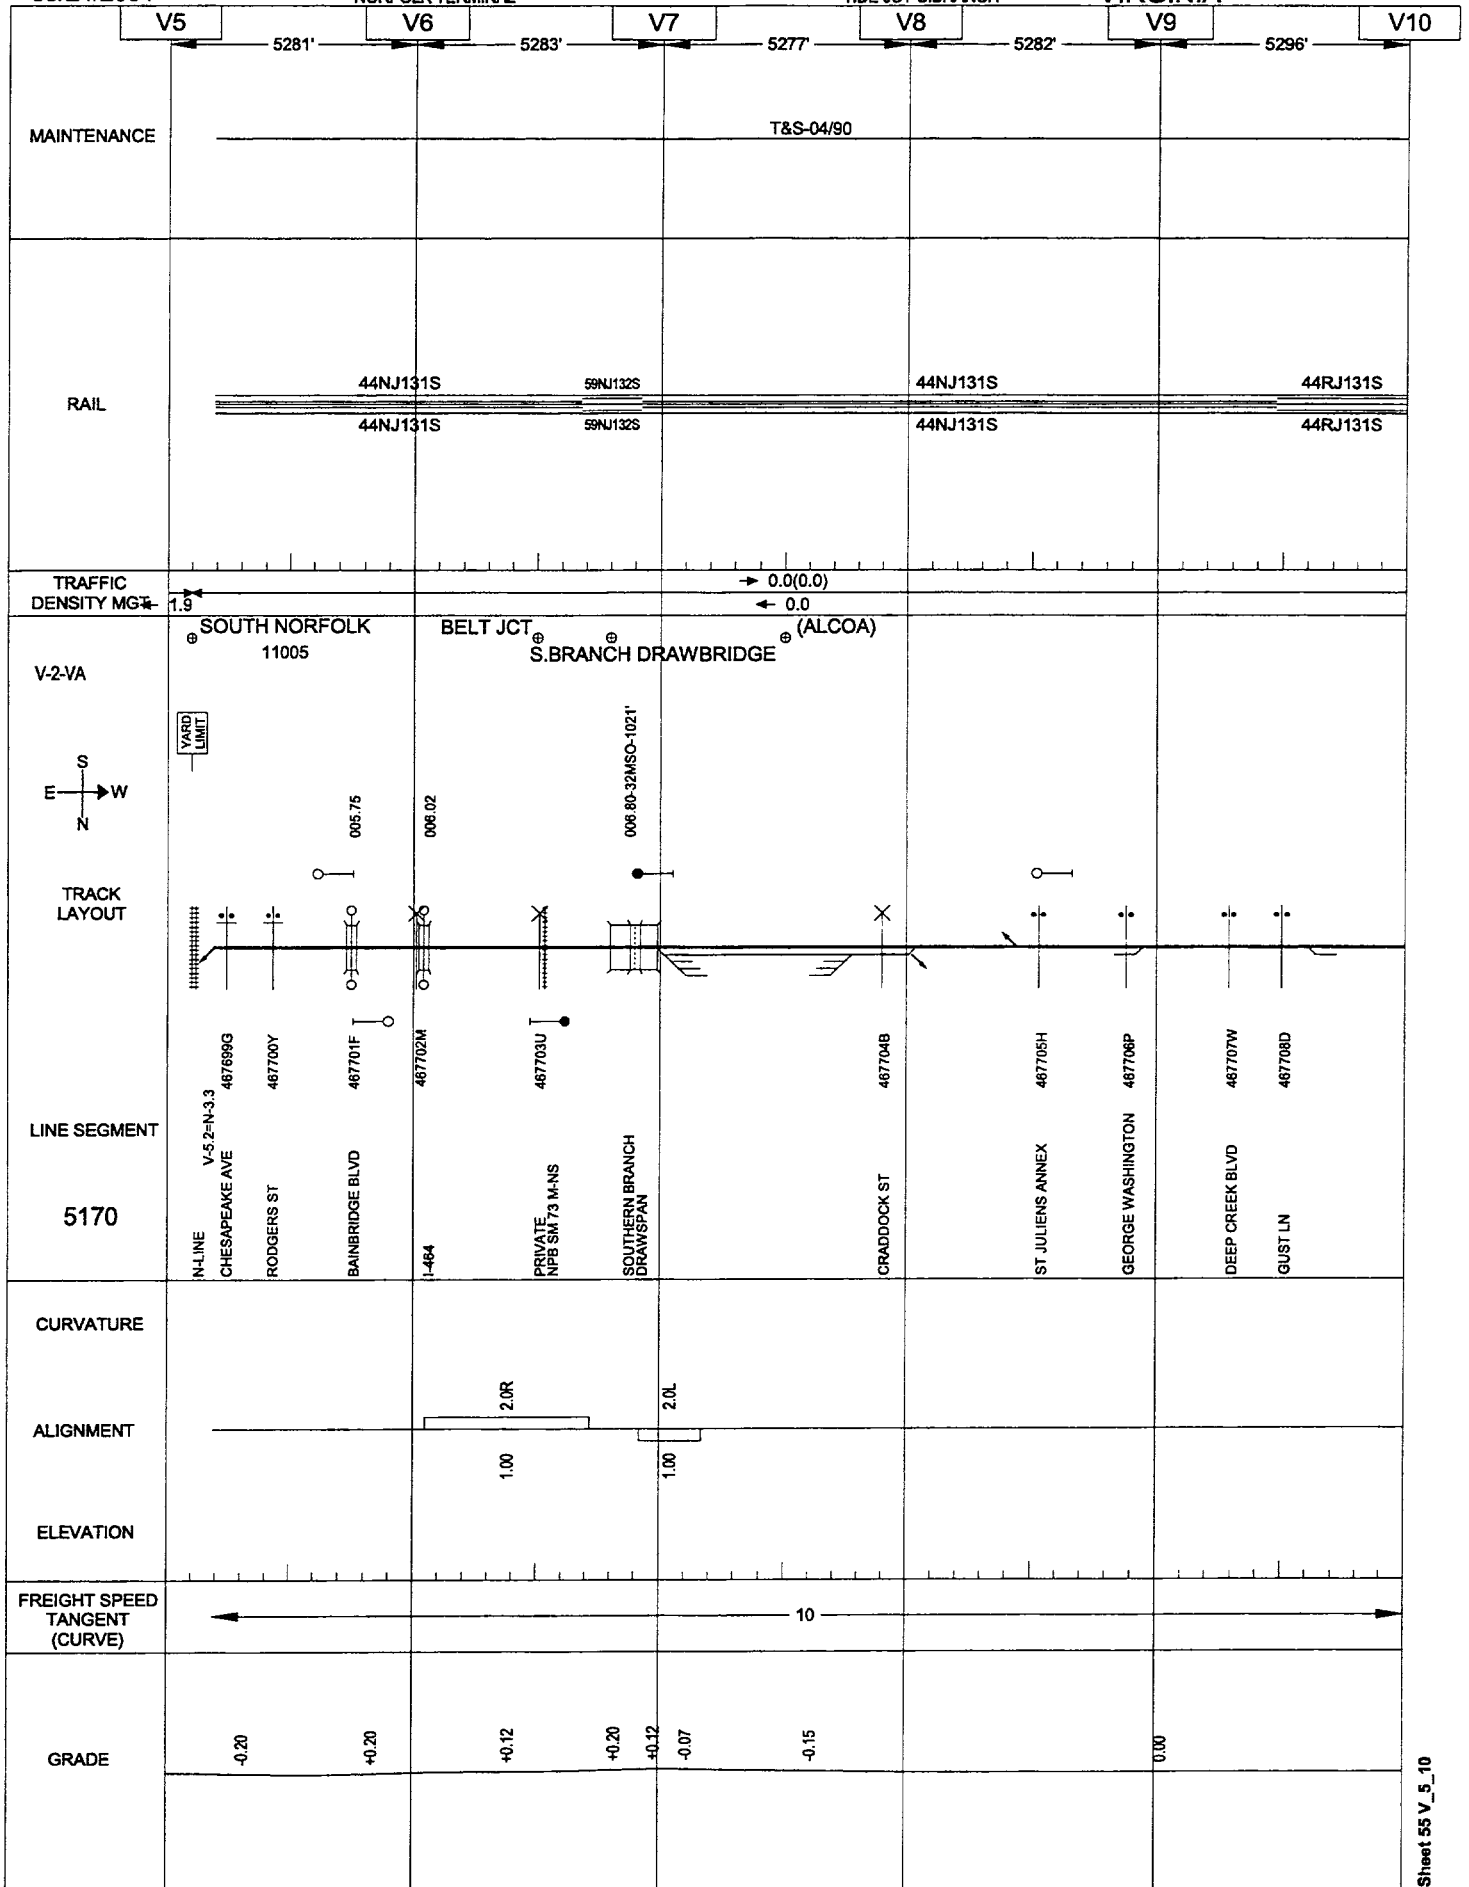 V5 V6 V7 V8 V9 V10
5281' 5283' 5277' 5282' 5296'
MAINTENANCE
T&S-04/90
RAIL
44NJ131S 59NJ132S 44NJ131S 44RJ131S
44NJ131S 59NJ132S 44NJ131S 44RJ131S
TRAFFIC
DENSITY MGT
1.9
0.0(0.0)
0.0
SOUTH NORFOLK
11005
BELT JCT
S.BRANCH DRAWBRIDGE
(ALCOA)
V-2-VA
YARD
LIMIT
S
E W
N
005.75
006.02
006.80-32MSO-1021'
TRACK
LAYOUT
467699G
467700Y
467701F
467702M
467703U
467704B
467705H
467706P
467707W
467708D
LINE SEGMENT
5170
N-LINE
V-5.2=N-3.3
CHESAPEAKE AVE
RODGERS ST
BAINBRIDGE BLVD
I-464
PRIVATE
NPB SM 73 M-NS
SOUTHERN BRANCH
DRAWSPAN
CRADDOCK ST
ST JULIENS ANNEX
GEORGE WASHINGTON
DEEP CREEK BLVD
GUST LN
CURVATURE
2.0R
2.0L
ALIGNMENT
1.00
1.00
ELEVATION
FREIGHT SPEED
TANGENT
(CURVE)
10
GRADE
-0.20
+0.20
+0.12
+0.20
+0.12
-0.07
-0.15
0.00
Sheet 55 V_5_10